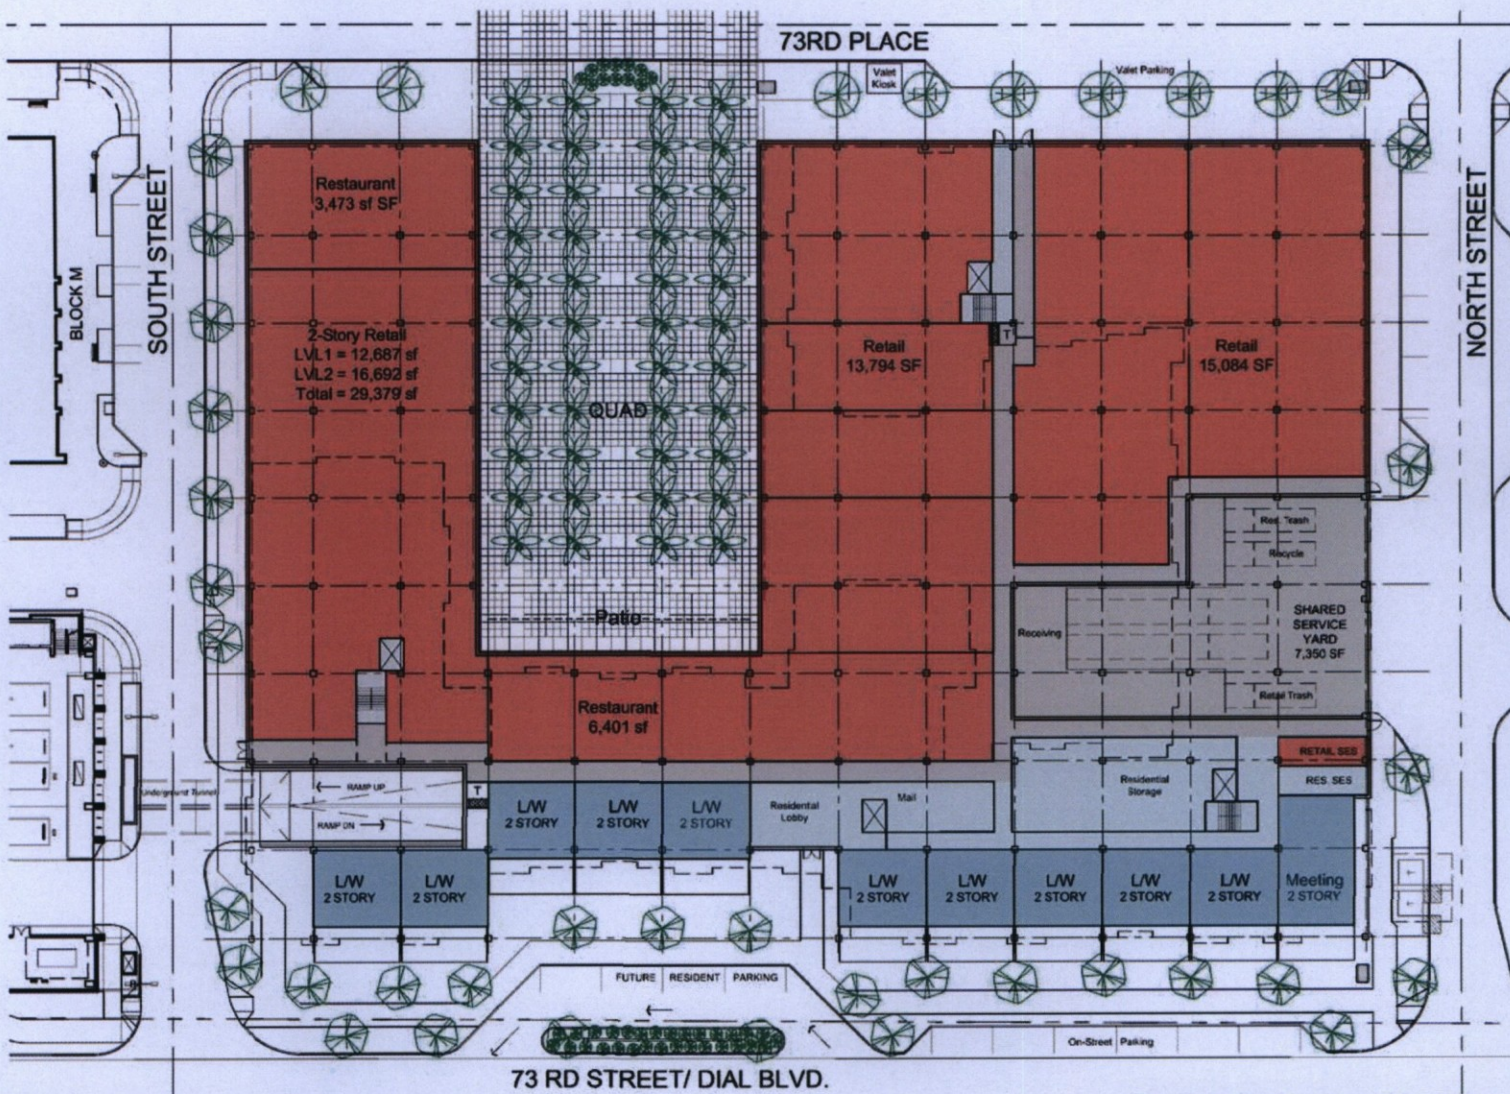 73RD PLACE
Valet
Kiosk
Valet Parking
BLOCK M
SOUTH STREET
NORTH STREET
Restaurant
3,473 sf SF
2-Story Retail
LVL1 = 12,687 sf
LVL2 = 16,692 sf
Total = 29,379 sf
QUAD
Patio
Retail
13,794 SF
T
Retail
15,084 SF
Res. Trash
Recycle
Receiving
SHARED
SERVICE
YARD
7,350 SF
Retail Trash
Restaurant
6,401 sf
RETAIL SES
RES. SES
Residential
Storage
Underground Tunnel
RAMP UP
RAMP DN
T
L/W
2 STORY
L/W
2 STORY
L/W
2 STORY
Residential
Lobby
Mail
L/W
2 STORY
L/W
2 STORY
L/W
2 STORY
L/W
2 STORY
L/W
2 STORY
L/W
2 STORY
L/W
2 STORY
Meeting
2 STORY
FUTURE RESIDENT PARKING
On-Street Parking
73 RD STREET/ DIAL BLVD.